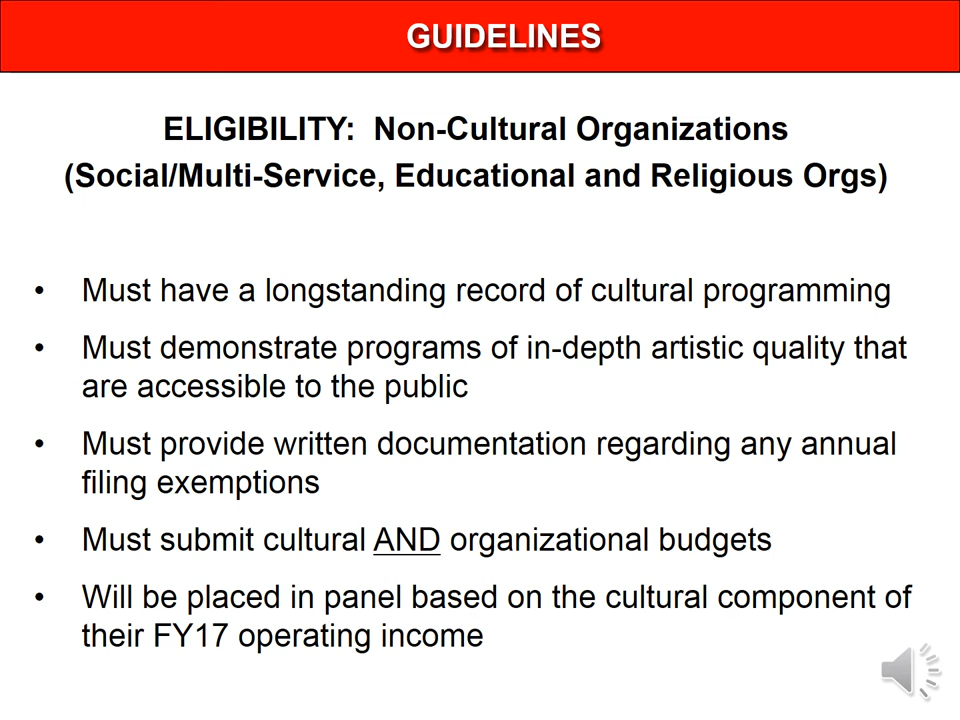 GUIDELINES
ELIGIBILITY:  Non-Cultural Organizations
(Social/Multi-Service, Educational and Religious Orgs)
• Must have a longstanding record of cultural programming
• Must demonstrate programs of in-depth artistic quality that
are accessible to the public
• Must provide written documentation regarding any annual
filing exemptions
• Must submit cultural AND organizational budgets
• Will be placed in panel based on the cultural component of
their FY17 operating income